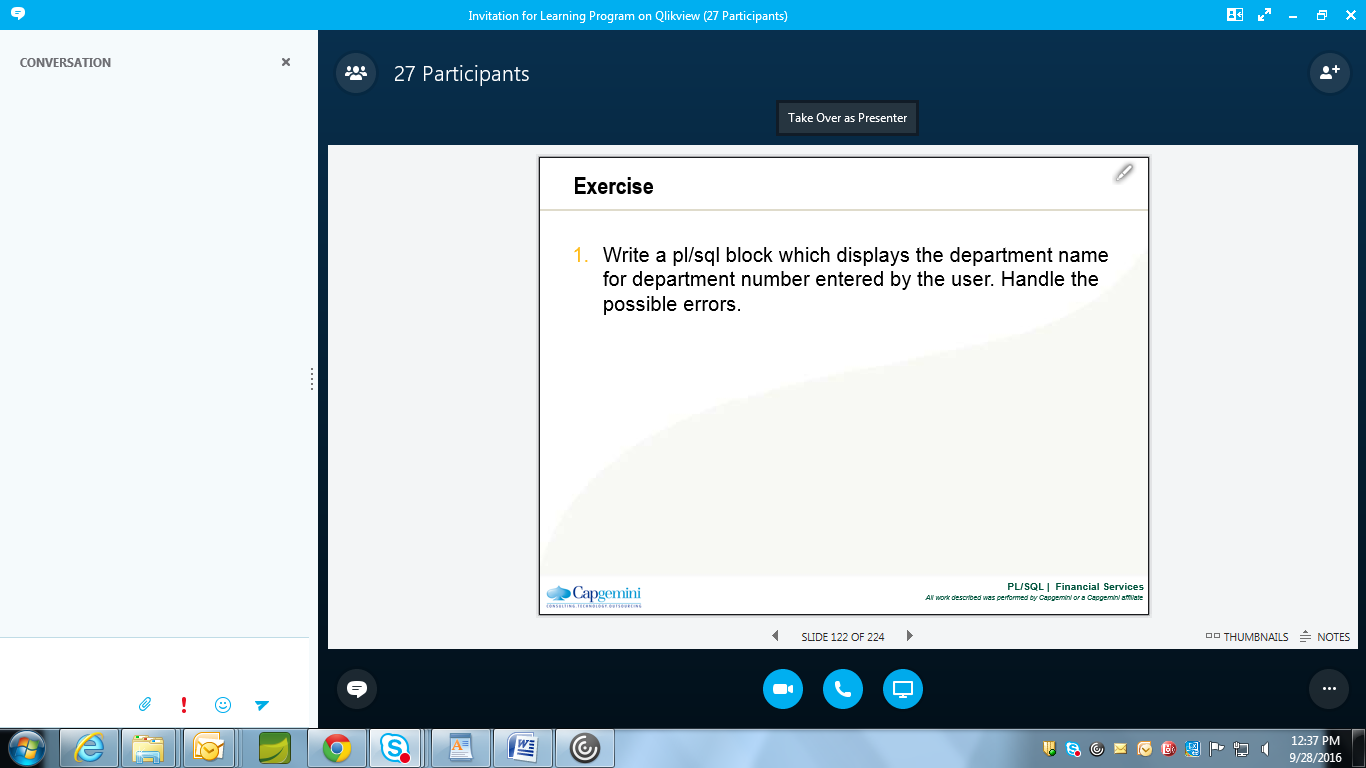 Invitation for Learning Program on Qlikview (27 Participants)
CONVERSATION
27 Participants
Take Over as Presenter
Exercise
1. Write a pl/sql block which displays the department name
for department number entered by the user. Handle the
possible errors.
Capgemini
CONSULTING.TECHNOLOGY.OUTSOURCING
PL/SQL | Financial Services
All work described was performed by Capgemini or a Capgemini affiliate
SLIDE 122 OF 224
THUMBNAILS
NOTES
12:37 PM
9/28/2016